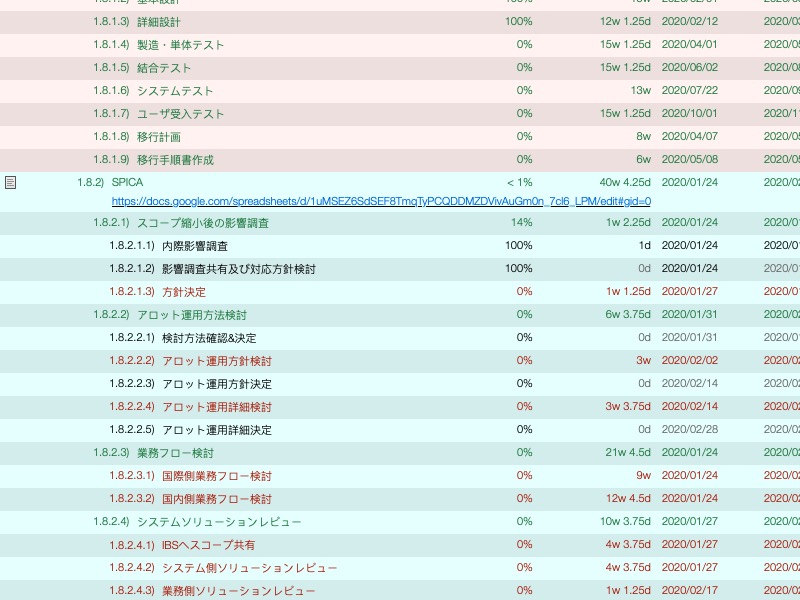 1.8.1.3) 詳細設計 100% 12w 1.25d 2020/02/12
1.8.1.4) 製造・単体テスト 0% 15w 1.25d 2020/04/01
1.8.1.5) 結合テスト 0% 15w 1.25d 2020/06/02
1.8.1.6) システムテスト 0% 13w 2020/07/22
1.8.1.7) ユーザ受入テスト 0% 15w 1.25d 2020/10/01
1.8.1.8) 移行計画 0% 8w 2020/04/07
1.8.1.9) 移行手順書作成 0% 6w 2020/05/08
1.8.2) SPICA < 1% 40w 4.25d 2020/01/24
https://docs.google.com/spreadsheets/d/1uMSEZ6SdSEF8TmqTyPCQDDMZDVivAuGm0n_7cl6_LPM/edit#gid=0
1.8.2.1) スコープ縮小後の影響調査 14% 1w 2.25d 2020/01/24
1.8.2.1.1) 内際影響調査 100% 1d 2020/01/24
1.8.2.1.2) 影響調査共有及び対応方針検討 100% 0d 2020/01/24
1.8.2.1.3) 方針決定 0% 1w 1.25d 2020/01/27
1.8.2.2) アロット運用方法検討 0% 6w 3.75d 2020/01/31
1.8.2.2.1) 検討方法確認&決定 0% 0d 2020/01/31
1.8.2.2.2) アロット運用方針検討 0% 3w 2020/02/02
1.8.2.2.3) アロット運用方針決定 0% 0d 2020/02/14
1.8.2.2.4) アロット運用詳細検討 0% 3w 3.75d 2020/02/14
1.8.2.2.5) アロット運用詳細決定 0% 0d 2020/02/28
1.8.2.3) 業務フロー検討 0% 21w 4.5d 2020/01/24
1.8.2.3.1) 国際側業務フロー検討 0% 9w 2020/01/24
1.8.2.3.2) 国内側業務フロー検討 0% 12w 4.5d 2020/01/24
1.8.2.4) システムソリューションレビュー 0% 10w 3.75d 2020/01/27
1.8.2.4.1) IBSへスコープ共有 0% 4w 3.75d 2020/01/27
1.8.2.4.2) システム側ソリューションレビュー 0% 4w 3.75d 2020/01/27
1.8.2.4.3) 業務側ソリューションレビュー 0% 1w 1.25d 2020/02/17